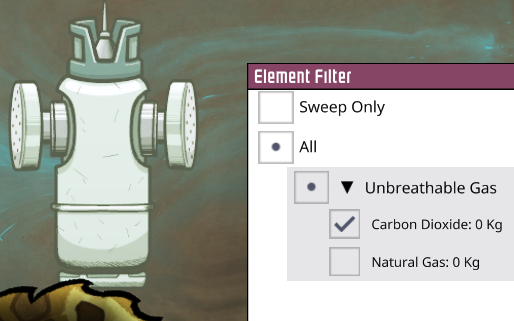 Element Filter
Sweep Only
All
Unbreathable Gas
Carbon Dioxide: 0 Kg
Natural Gas: 0 Kg